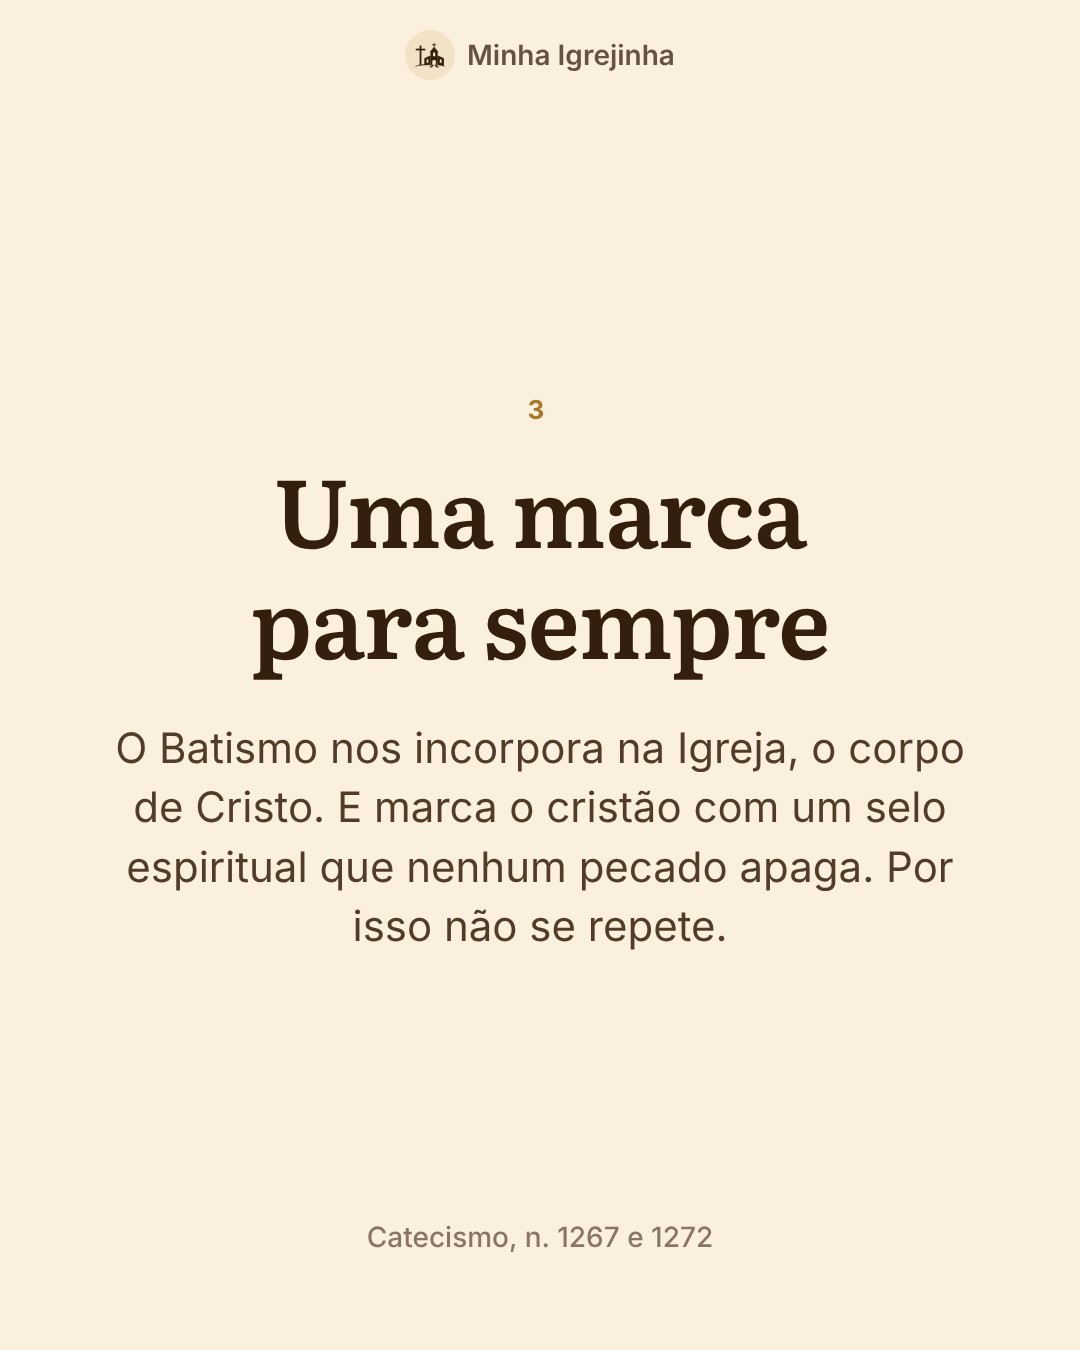 Minha Igrejinha
3
Uma marca
para sempre
O Batismo nos incorpora na Igreja, o corpo
de Cristo. E marca o cristão com um selo
espiritual que nenhum pecado apaga. Por
isso não se repete.
Catecismo, n. 1267 e 1272